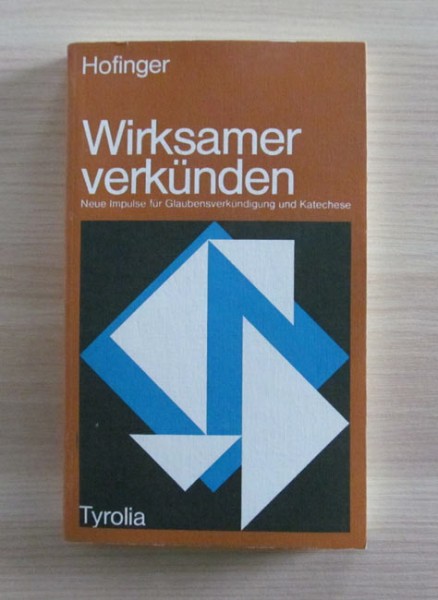 Hofinger
Wirksamer
verkünden
Neue Impulse für Glaubensverkündigung und Katechese
Tyrolia